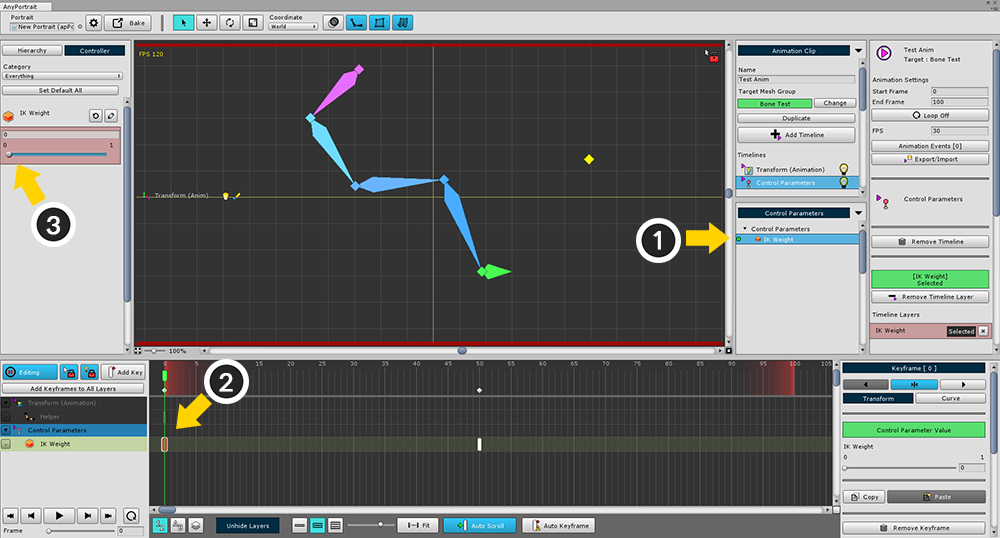 AnyPortrait
Portrait
New Portrait (apPo
Bake
Coordinate
World
Hierarchy
Controller
Category
Everything
Set Default All
IK Weight
0
0
1
3
FPS 120
Transform (Anim)
1
100%
Animation Clip
Name
Test Anim
Target Mesh Group
Bone Test
Change
Duplicate
Add Timeline
Timelines
Transform (Animation)
Control Parameters
Control Parameters
Control Parameters
IK Weight
Test Anim
Target : Bone Test
Animation Settings
Start Frame
0
End Frame
100
Loop Off
FPS
30
Animation Events [0]
Export/Import
Control Parameters
Remove Timeline
[IK Weight]
Selected
Remove Timeline Layer
Timeline Layers
IK Weight
Selected
Editing
Add Key
Add Keyframes to All Layers
Transform (Animation)
Helper
Control Parameters
IK Weight
Frame
0
0 5 10 15 20 25 30 35 40 45 50 55 60 65 70 75 80 85 90 95 100 105
2
Unhide Layers
Fit
Auto Scroll
Auto Keyframe
Keyframe [ 0 ]
Transform
Curve
Control Parameter Value
IK Weight
0
1
0
Copy
Paste
Remove Keyframe